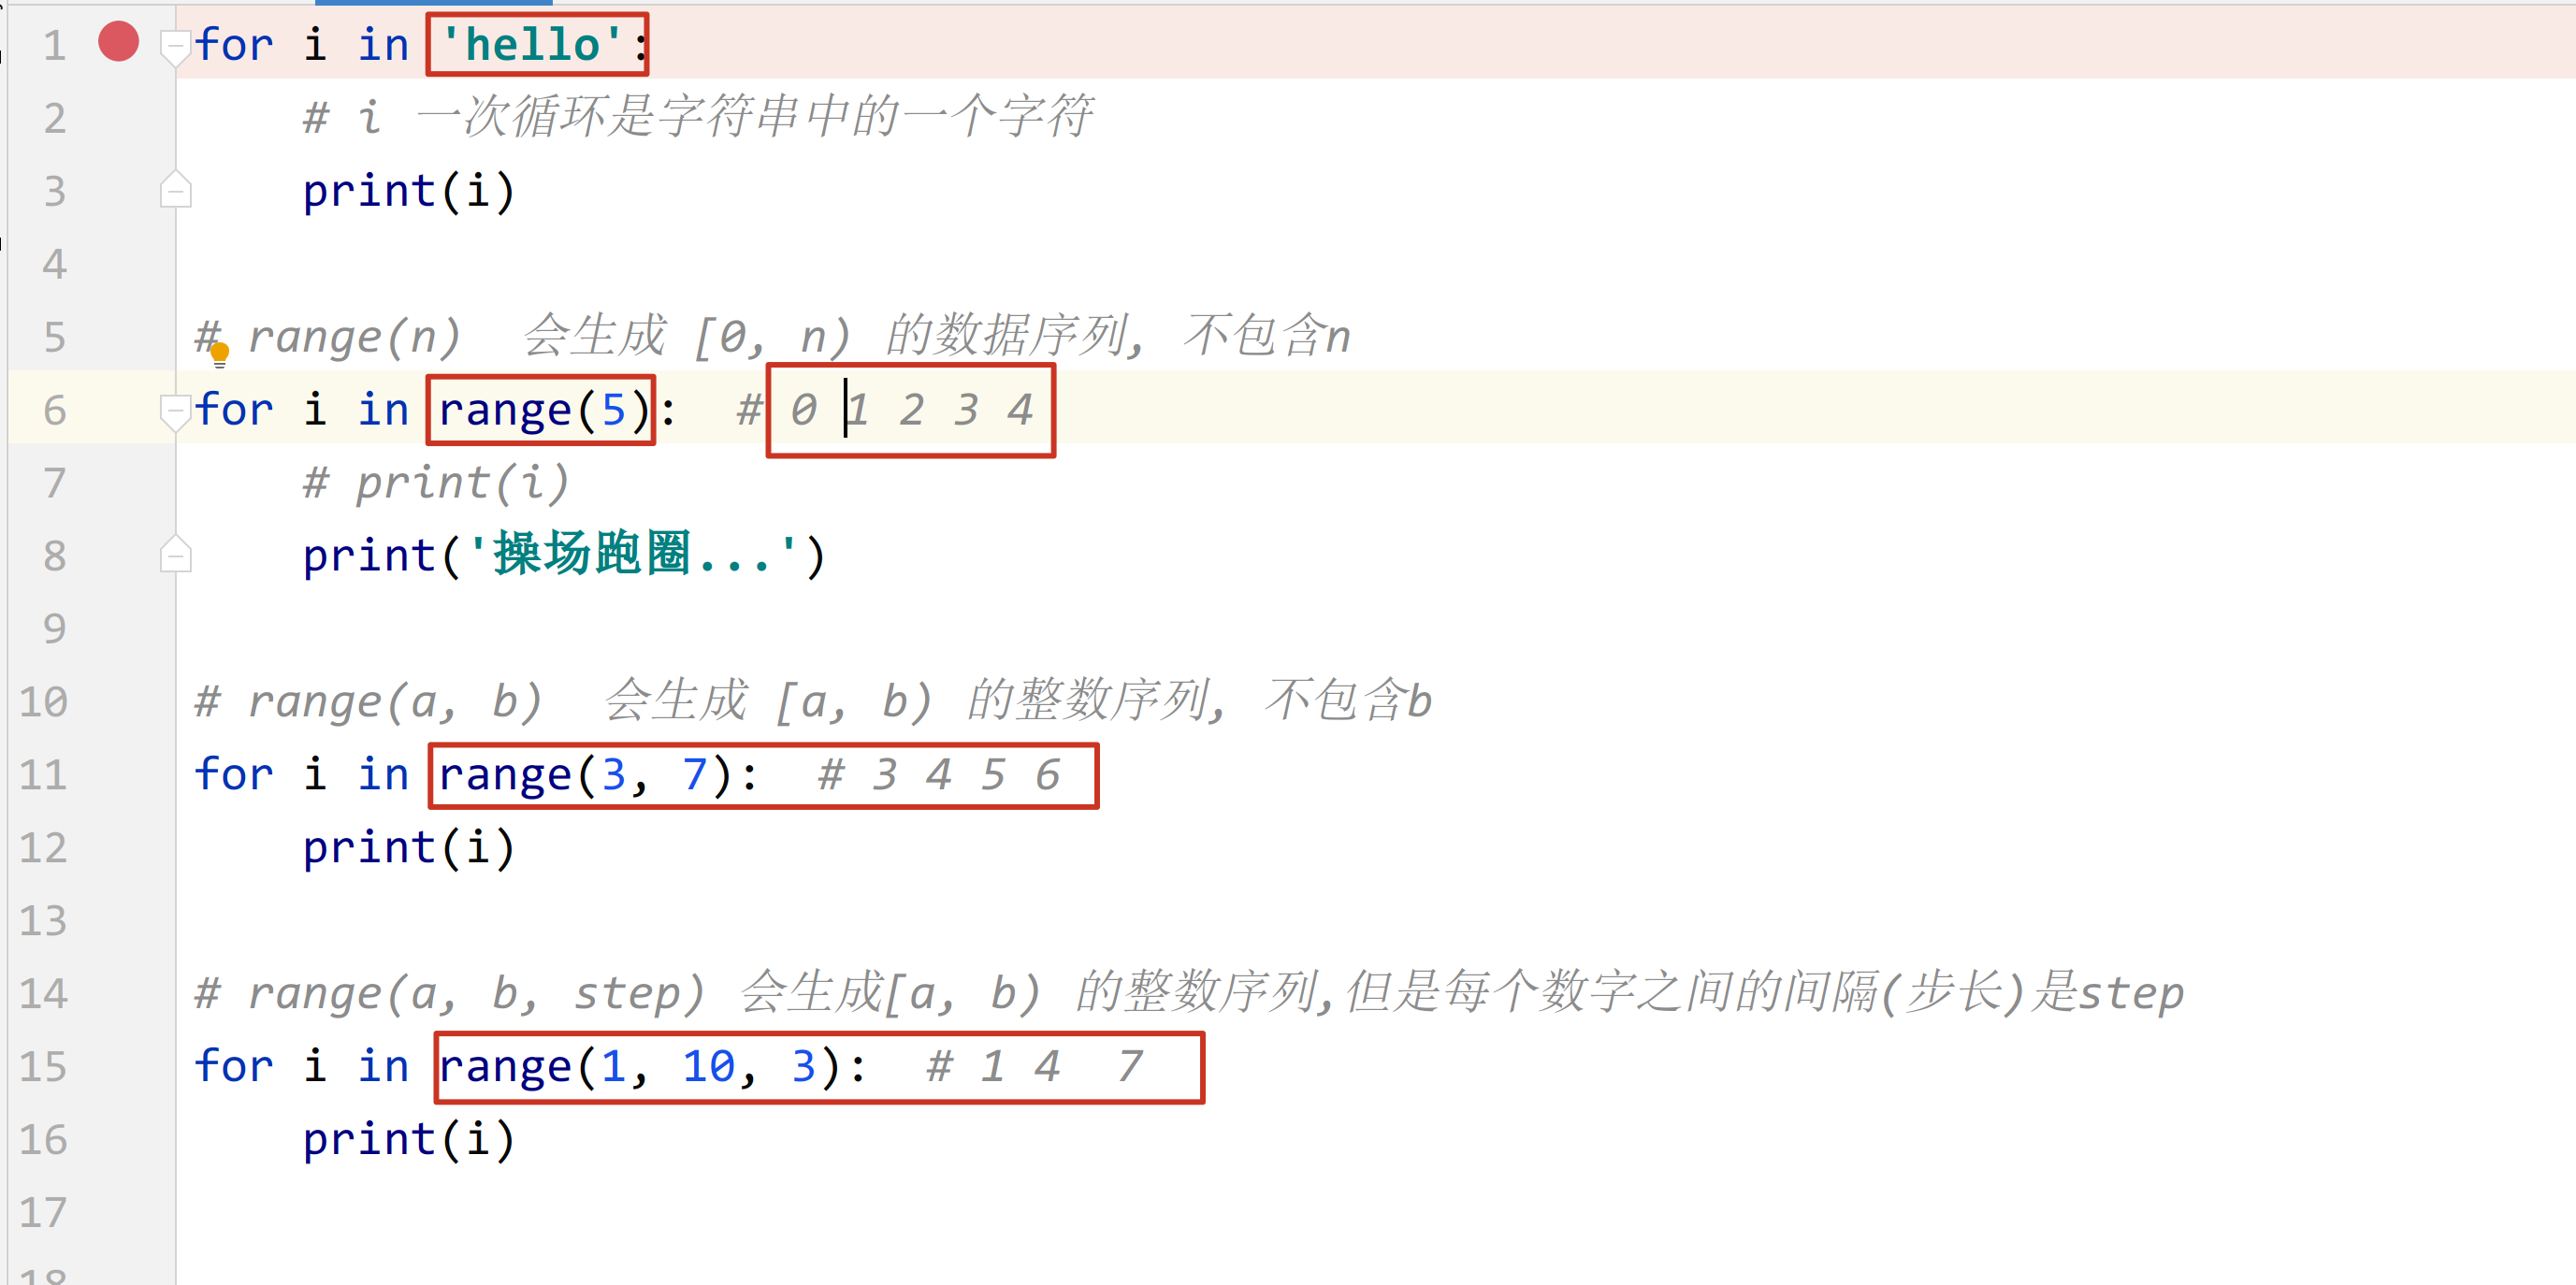 1 for i in 'hello':
2     # i 一次循环是字符串中的一个字符
3     print(i)
4
5 # range(n)  会生成 [0, n) 的数据序列, 不包含n
6 for i in range(5):  # 0 1 2 3 4
7     # print(i)
8     print('操场跑圈...')
9
10 # range(a, b)  会生成 [a, b) 的整数序列, 不包含b
11 for i in range(3, 7):  # 3 4 5 6
12     print(i)
13
14 # range(a, b, step) 会生成[a, b) 的整数序列,但是每个数字之间的间隔(步长)是step
15 for i in range(1, 10, 3):  # 1 4  7
16     print(i)
17
18